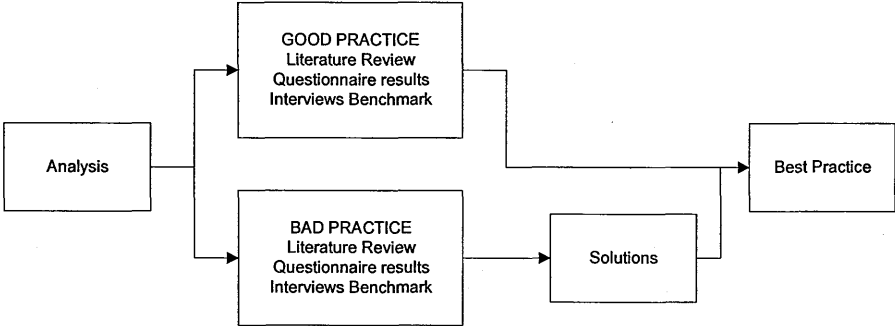 Analysis
GOOD PRACTICE
Literature Review
Questionnaire results
Interviews Benchmark
BAD PRACTICE
Literature Review
Questionnaire results
Interviews Benchmark
Solutions
Best Practice